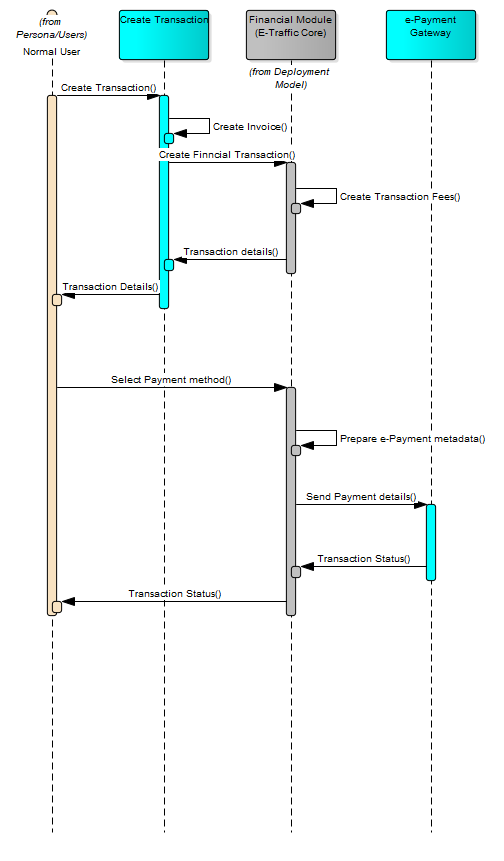 (from
Persona/Users)
Normal User
Create Transaction
Financial Module
(E-Traffic Core)
(from Deployment
Model)
e-Payment
Gateway
Create Transaction()
Create Invoice()
Create Finncial Transaction()
Create Transaction Fees()
Transaction details()
Transaction Details()
Select Payment method()
Prepare e-Payment metadata()
Send Payment details()
Transaction Status()
Transaction Status()